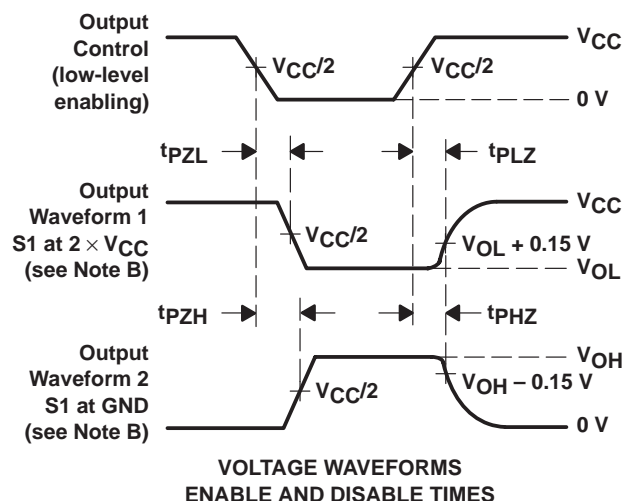 Output
Control
(low-level
enabling)
VCC
VCC/2
VCC/2
0 V
tPZL
tPLZ
Output
Waveform 1
S1 at 2 × VCC
(see Note B)
VCC
VCC/2
VOL + 0.15 V
VOL
tPZH
tPHZ
Output
Waveform 2
S1 at GND
(see Note B)
VOH
VCC/2
VOH – 0.15 V
0 V
VOLTAGE WAVEFORMS
ENABLE AND DISABLE TIMES